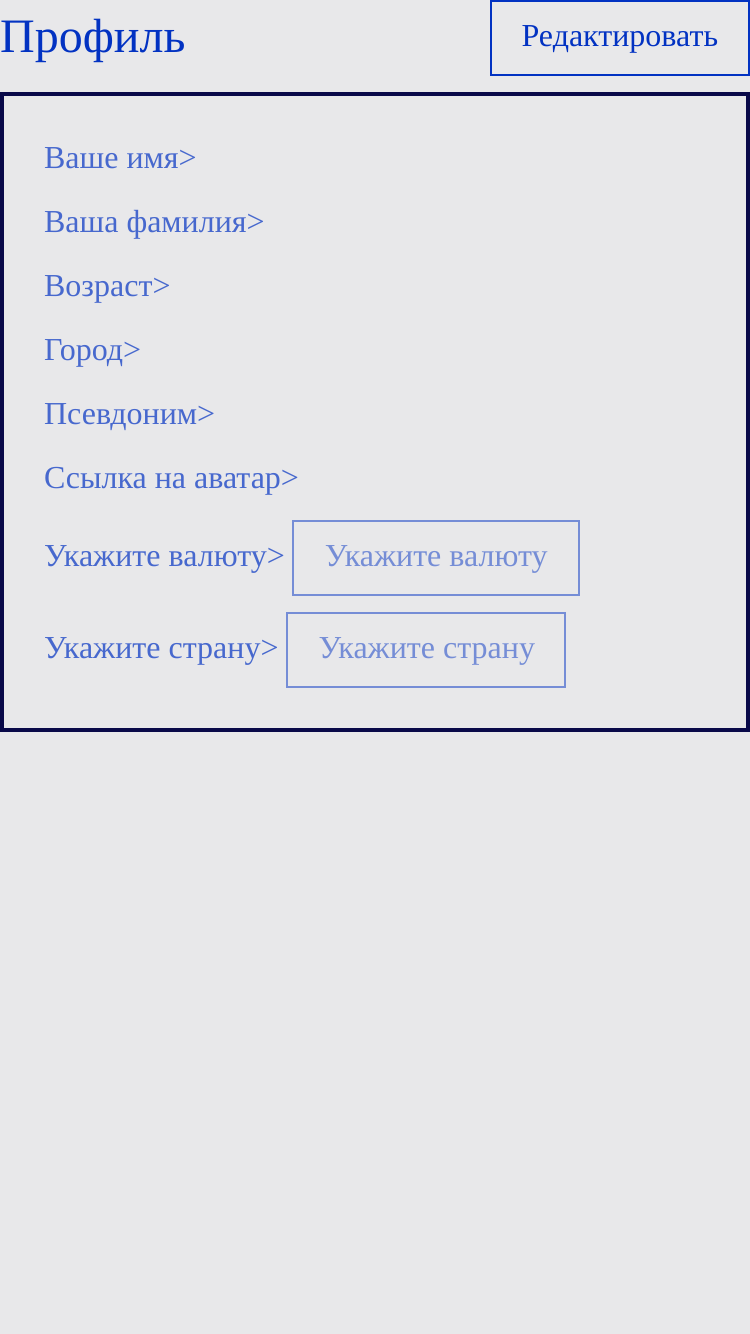 Профиль
Редактировать
Ваше имя>
Ваша фамилия>
Возраст>
Город>
Псевдоним>
Ссылка на аватар>
Укажите валюту> Укажите валюту
Укажите страну> Укажите страну